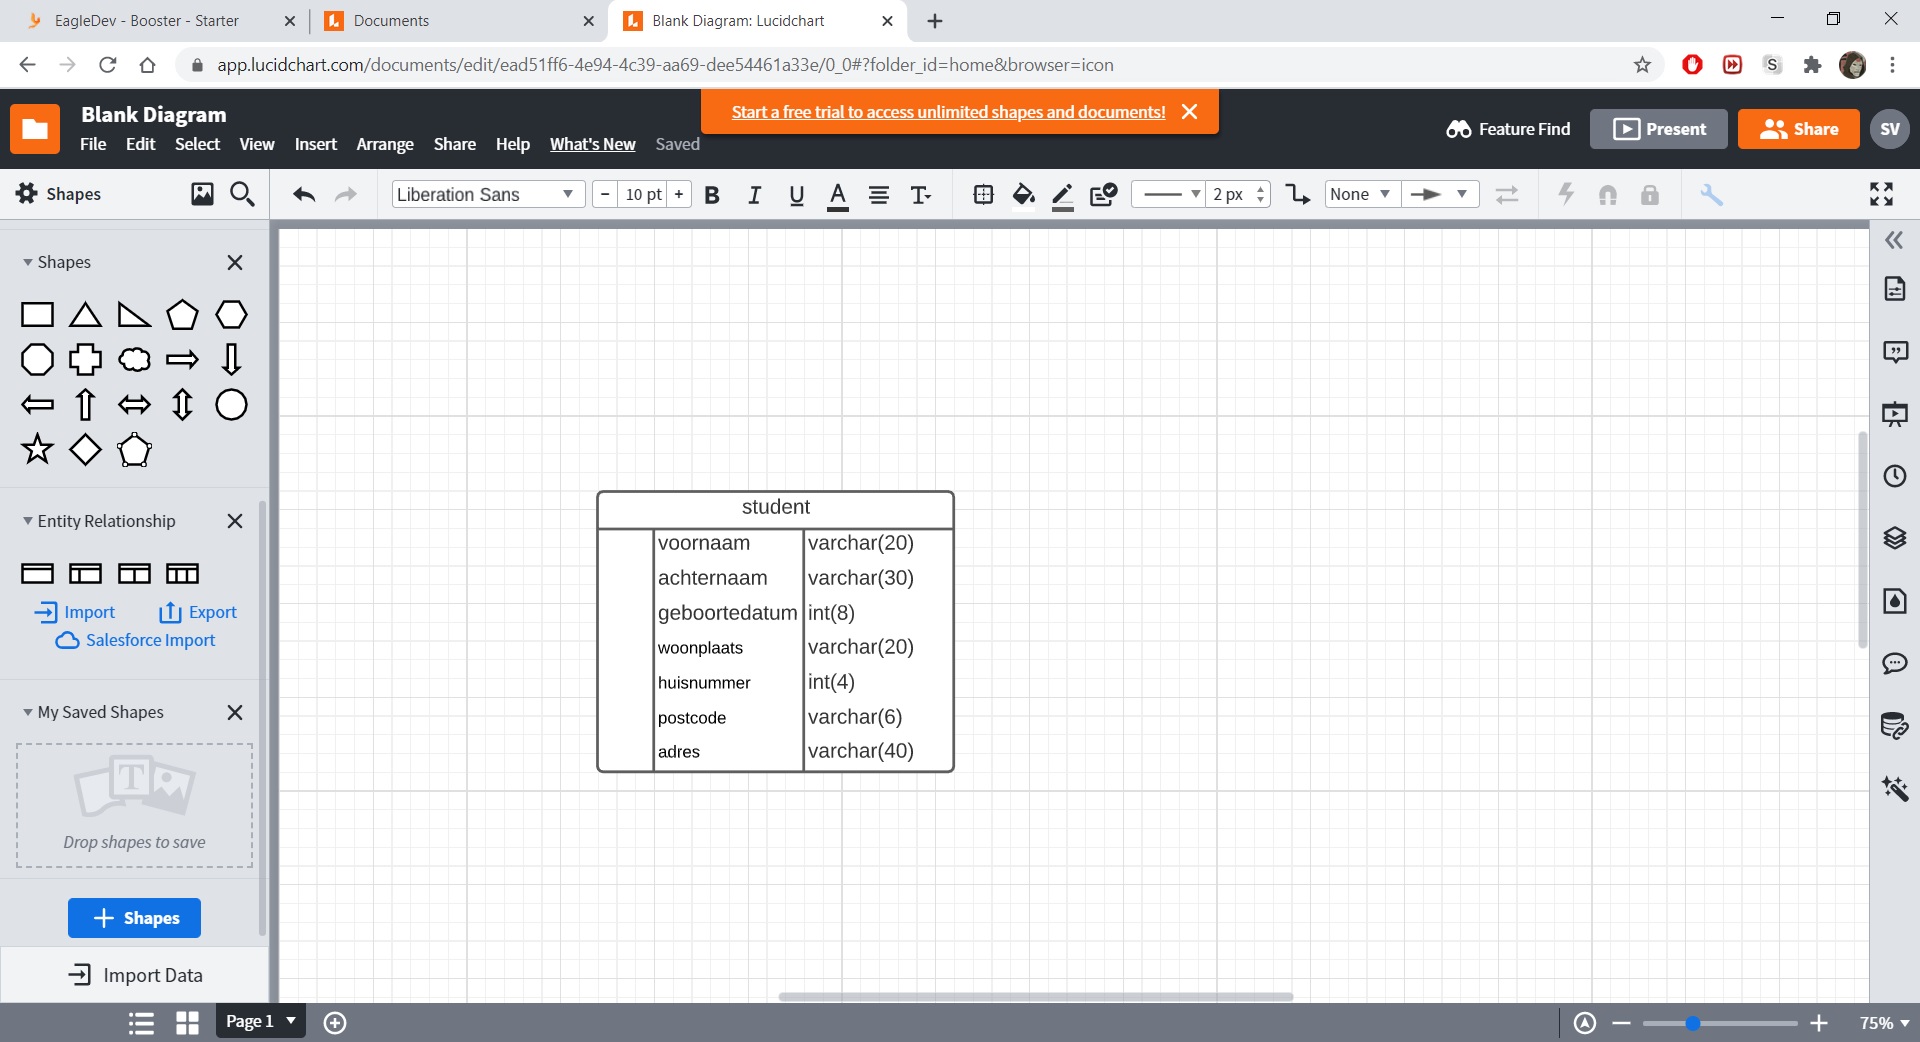 EagleDev - Booster - Starter
Documents
Blank Diagram: Lucidchart
app.lucidchart.com/documents/edit/ead51ff6-4e94-4c39-aa69-dee54461a33e/0_0#?folder_id=home&browser=icon
Blank Diagram
Start a free trial to access unlimited shapes and documents!
File Edit Select View Insert Arrange Share Help What's New Saved
Feature Find
Present
Share
SV
Shapes
Liberation Sans
- 10 pt +
B I U A T
2 px
None
Shapes
Entity Relationship
Import Export
Salesforce Import
My Saved Shapes
T
Drop shapes to save
+ Shapes
Import Data
student
voornaam varchar(20)
achternaam varchar(30)
geboortedatum int(8)
woonplaats varchar(20)
huisnummer int(4)
postcode varchar(6)
adres varchar(40)
Page 1
75%